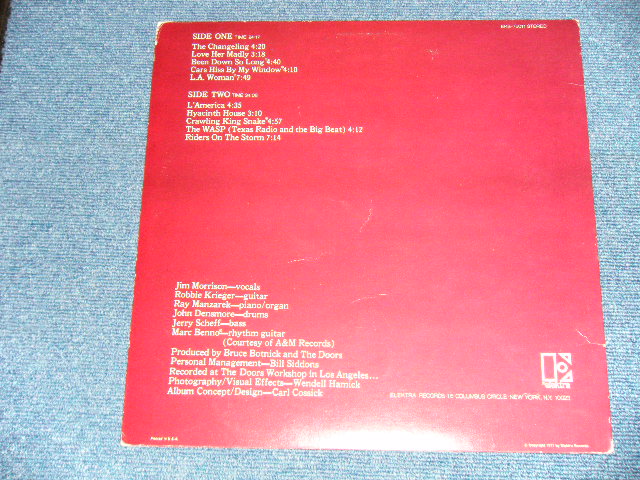 STEREO
SIDE ONE TIME 24:17
The Changeling 4:20
Love Her Madly 3:18
Been Down So Long* 4:40
Cars Hiss By My Window* 4:10
L.A. Woman* 7:49
SIDE TWO TIME
L'America 4:35
Hyacinth House 3:10
Crawling King Snake* 4:57
The WASP (Texas Radio and the Big Beat) 4:12
Riders On The Storm 7:14
Jim Morrison—vocals
Robbie Krieger—guitar
Ray Manzarek—piano/organ
John Densmore—drums
Jerry Scheff—bass
Marc Benno*—rhythm guitar
(Courtesy of A&M Records)
Produced by Bruce Botnick and The Doors
Personal Management—Bill Siddons
Recorded at The Doors Workshop in Los Angeles...
Photography/Visual Effects—Wendell Hamick
Album Concept/Design—Carl Cossick
ELEKTRA RECORDS 15 COLUMBUS CIRCLE NEW YORK, N.Y. 10023